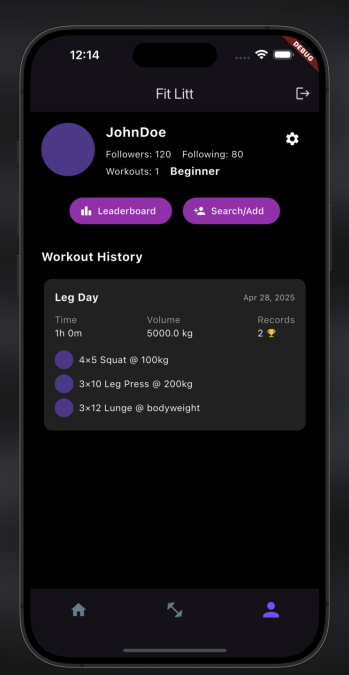 12:14
DEBUG
Fit Litt
JohnDoe
Followers: 120 Following: 80
Workouts: 1 Beginner
Leaderboard Search/Add
Workout History
Leg Day Apr 28, 2025
Time Volume Records
1h 0m 5000.0 kg 2 🏆
4×5 Squat @ 100kg
3×10 Leg Press @ 200kg
3×12 Lunge @ bodyweight